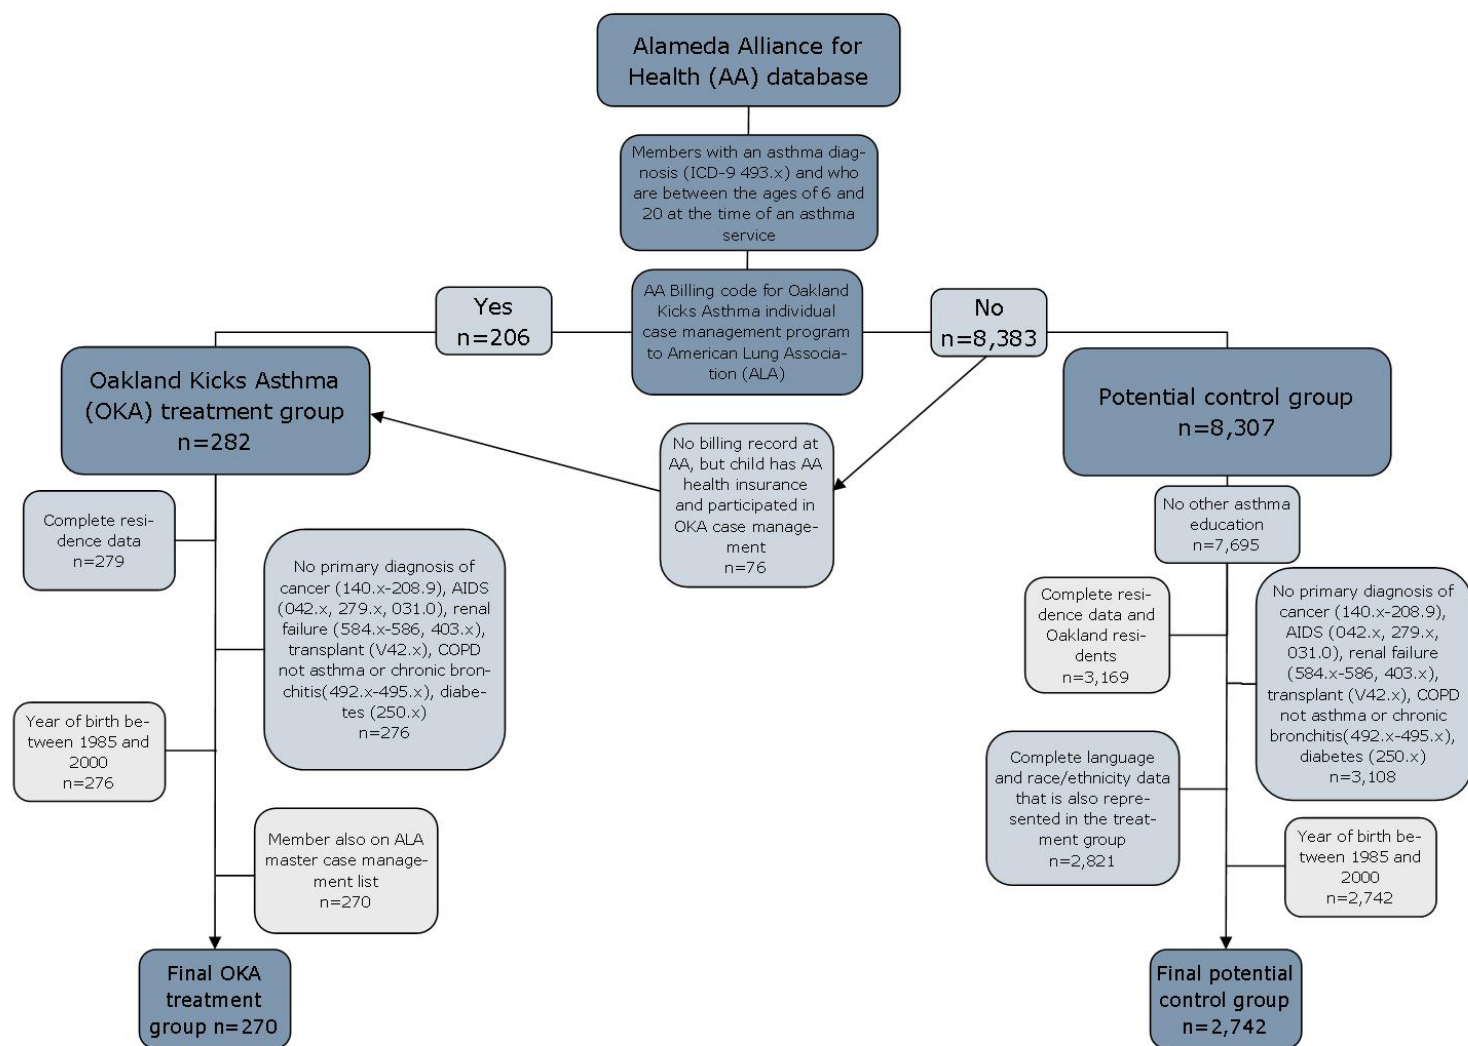 Alameda Alliance for
Health (AA) database
Members with an asthma diag-
nosis (ICD-9 493.x) and who
are between the ages of 6 and
20 at the time of an asthma
service
AA Billing code for Oakland
Kicks Asthma individual
case management program
to American Lung Associa-
tion (ALA)
Yes
n=206
No
n=8,383
Oakland Kicks Asthma
(OKA) treatment group
n=282
Potential control group
n=8,307
No billing record at
AA, but child has AA
health insurance
and participated in
OKA case manage-
ment
n=76
Complete resi-
dence data
n=279
No primary diagnosis of
cancer (140.x-208.9), AIDS
(042.x, 279.x, 031.0), renal
failure (584.x-586, 403.x),
transplant (V42.x), COPD
not asthma or chronic bron-
chitis(492.x-495.x), diabe-
tes (250.x)
n=276
Year of birth be-
tween 1985 and
2000
n=276
Member also on ALA
master case manage-
ment list
n=270
Final OKA
treatment
group n=270
No other asthma
education
n=7,695
Complete resi-
dence data and
Oakland resi-
dents
n=3,169
No primary diagnosis of
cancer (140.x-208.9),
AIDS (042.x, 279.x,
031.0), renal failure
(584.x-586, 403.x),
transplant (V42.x), COPD
not asthma or chronic
bronchitis(492.x-495.x),
diabetes (250.x)
n=3,108
Complete language
and race/ethnicity data
that is also repre-
sented in the treat-
ment group
n=2,821
Year of birth be-
tween 1985 and
2000
n=2,742
Final potential
control group
n=2,742